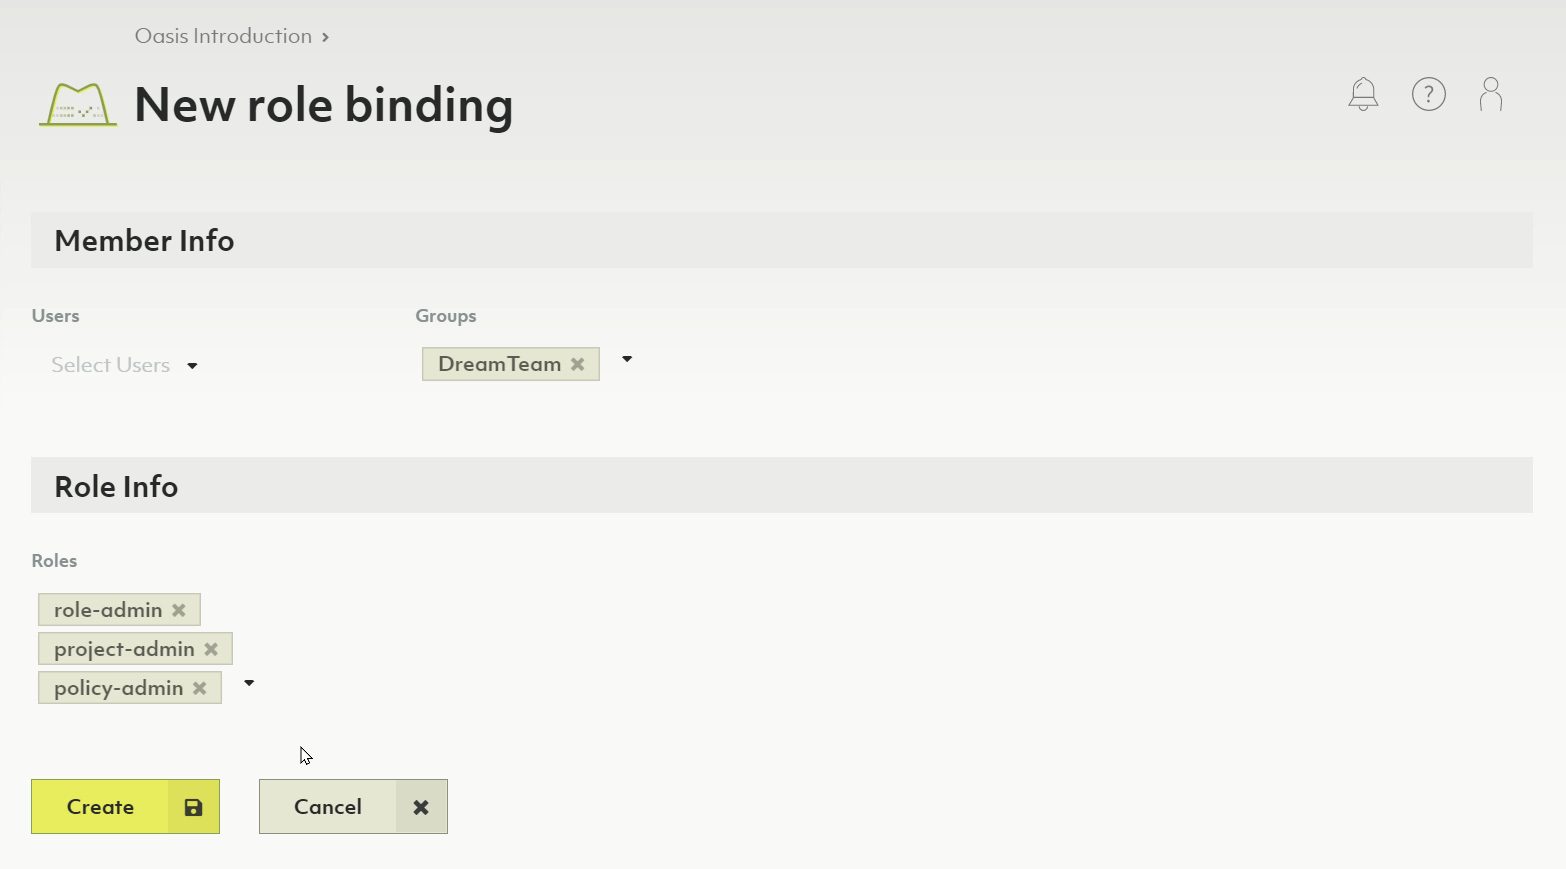 Oasis Introduction ›
New role binding
?
Member Info
Users
Groups
Select Users
DreamTeam
Role Info
Roles
role-admin
project-admin
policy-admin
Create
Cancel